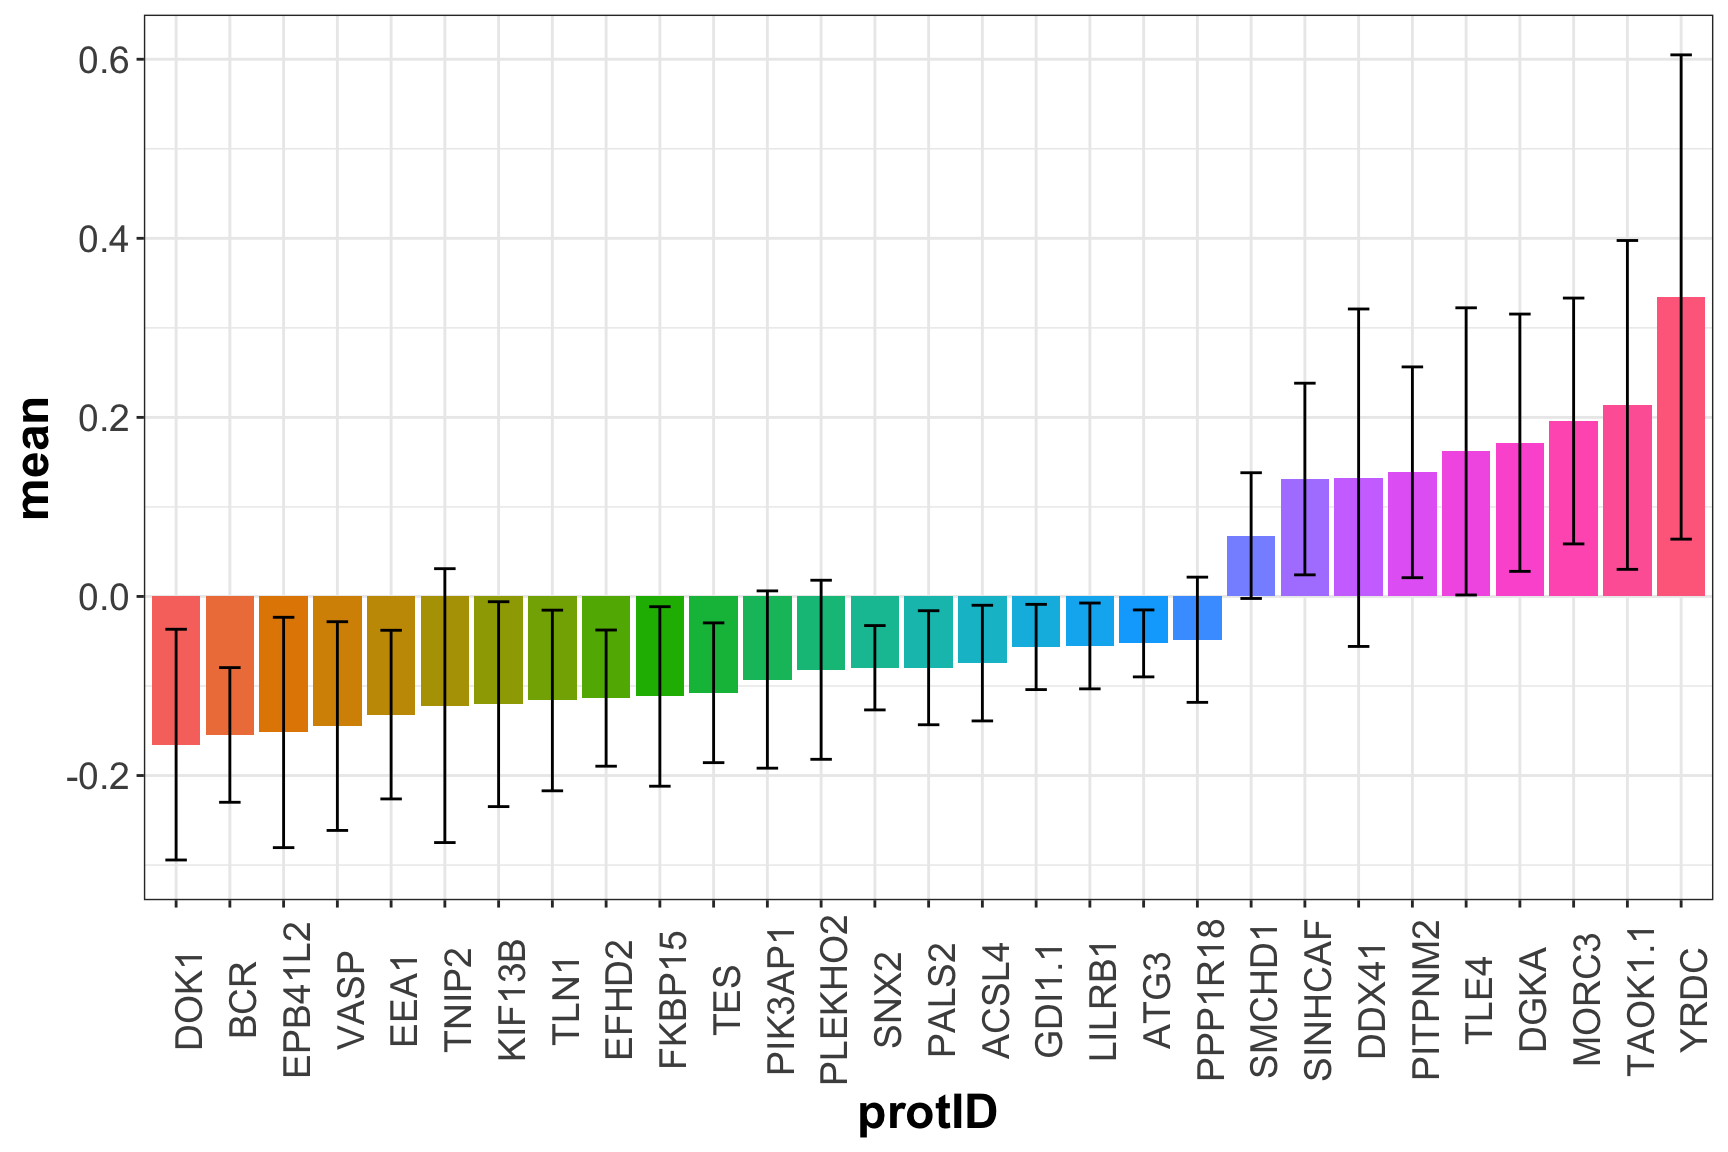 0.6
0.4
0.2
0.0
-0.2
mean
DOK1
BCR
EPB41L2
VASP
EEA1
TNIP2
KIF13B
TLN1
EFHD2
FKBP15
TES
PIK3AP1
PLEKHO2
SNX2
PALS2
ACSL4
GDI1.1
LILRB1
ATG3
PPP1R18
SMCHD1
SINHCAF
DDX41
PITPNM2
TLE4
DGKA
MORC3
TAOK1.1
YRDC
protID